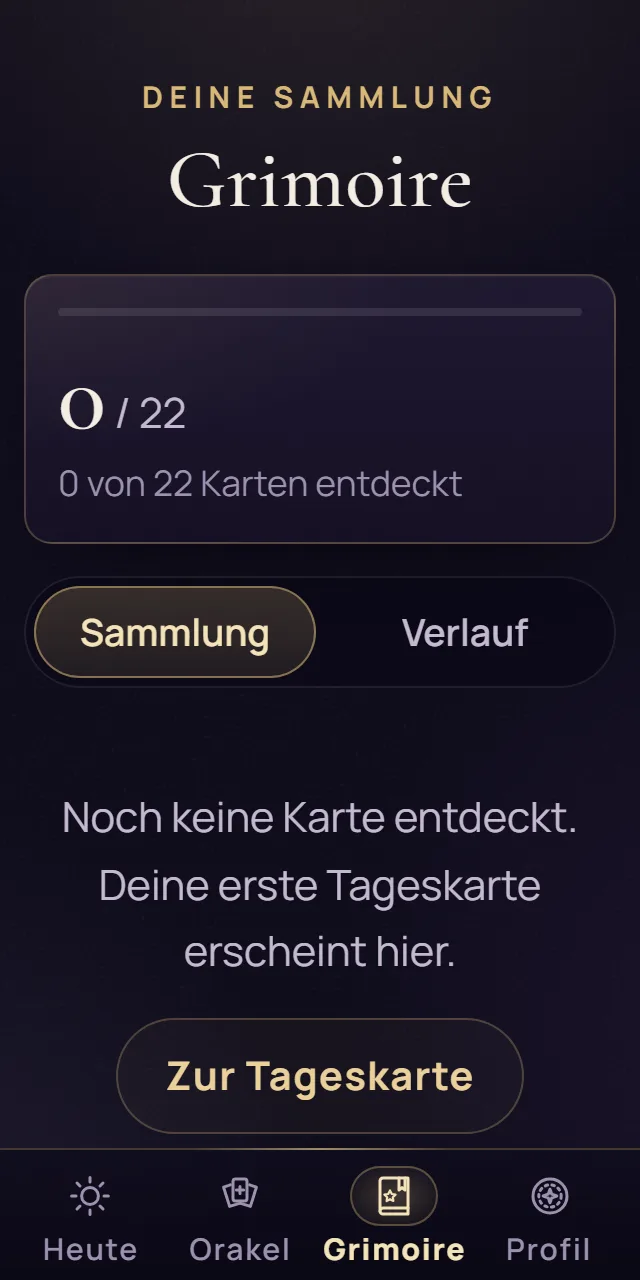 DEINE SAMMLUNG
Grimoire
0 / 22
0 von 22 Karten entdeckt
Sammlung
Verlauf
Noch keine Karte entdeckt.
Deine erste Tageskarte
erscheint hier.
Zur Tageskarte
Heute
Orakel
Grimoire
Profil